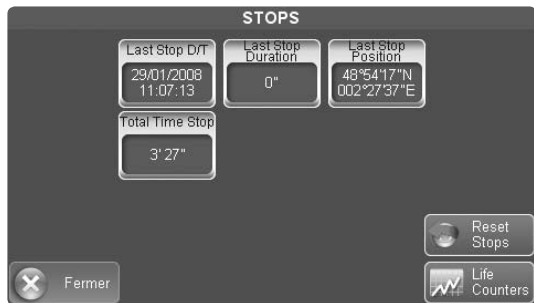 STOPS
Last Stop D/T
29/01/2008
11:07:13
Last Stop
Duration
0"
Last Stop
Position
48°54'17"N
002°27'37"E
Total Time Stop
3' 27"
Reset
Stops
Fermer
Life
Counters